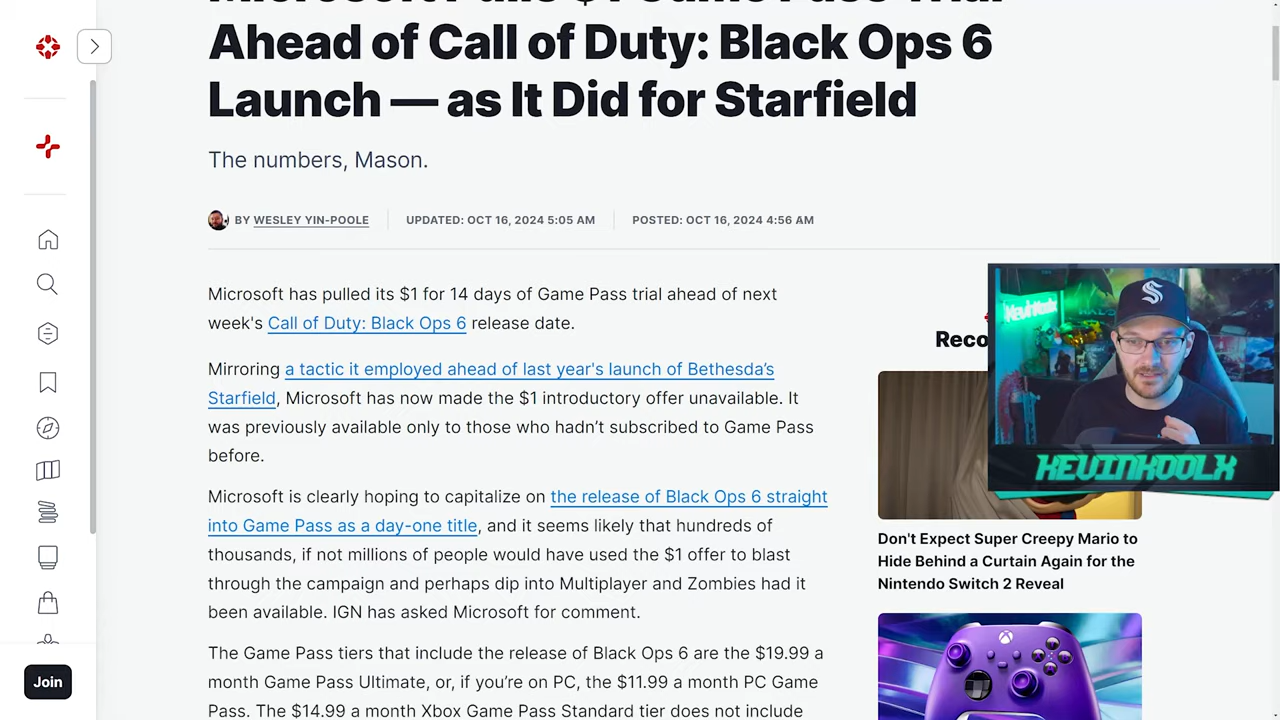 Ahead of Call of Duty: Black Ops 6
Launch — as It Did for Starfield
The numbers, Mason.
BY WESLEY YIN-POOLE
UPDATED: OCT 16, 2024 5:05 AM
POSTED: OCT 16, 2024 4:56 AM
Microsoft has pulled its $1 for 14 days of Game Pass trial ahead of next
week's Call of Duty: Black Ops 6 release date.
Mirroring a tactic it employed ahead of last year's launch of Bethesda’s
Starfield, Microsoft has now made the $1 introductory offer unavailable. It
was previously available only to those who hadn’t subscribed to Game Pass
before.
Microsoft is clearly hoping to capitalize on the release of Black Ops 6 straight
into Game Pass as a day-one title, and it seems likely that hundreds of
thousands, if not millions of people would have used the $1 offer to blast
through the campaign and perhaps dip into Multiplayer and Zombies had it
been available. IGN has asked Microsoft for comment.
The Game Pass tiers that include the release of Black Ops 6 are the $19.99 a
month Game Pass Ultimate, or, if you’re on PC, the $11.99 a month PC Game
Pass. The $14.99 a month Xbox Game Pass Standard tier does not include
Reco
KevinKoolx
KEVINKOOLX
Don't Expect Super Creepy Mario to
Hide Behind a Curtain Again for the
Nintendo Switch 2 Reveal
Join